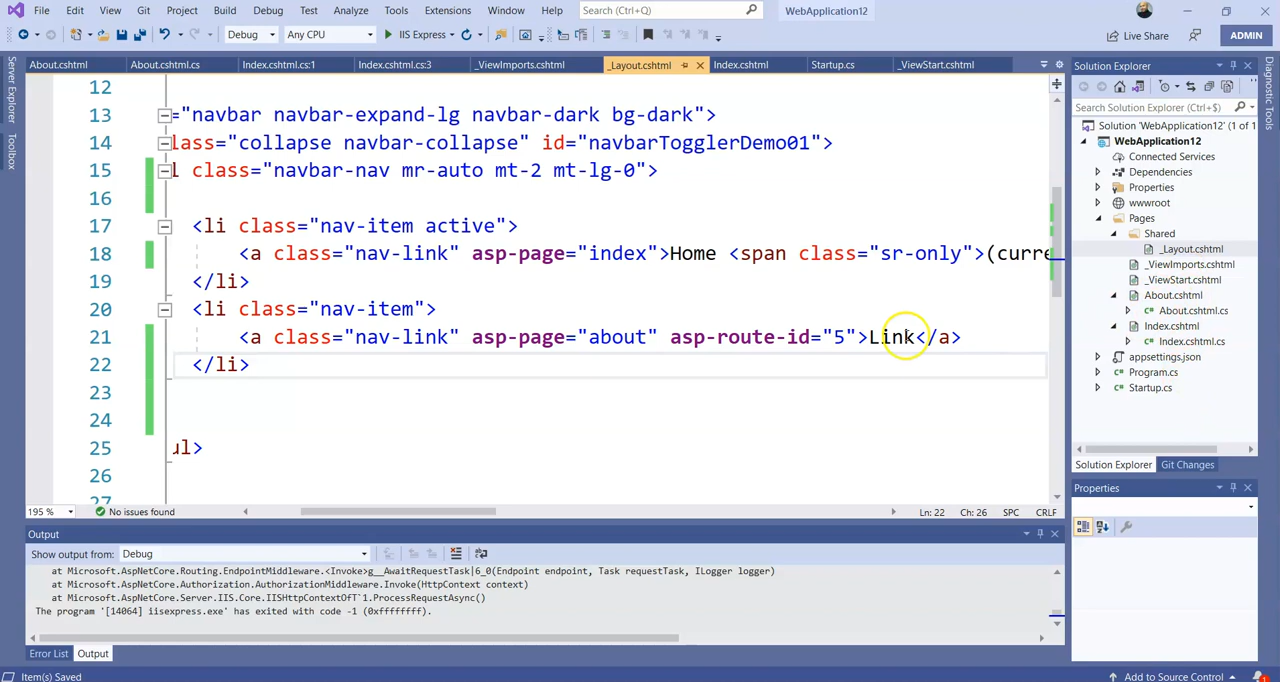 File Edit View Git Project Build Debug Test Analyze Tools Extensions Window Help Search (Ctrl+Q) WebApplication12
Debug Any CPU IIS Express Live Share ADMIN
Server Explorer
Toolbox
About.cshtml About.cshtml.cs Index.cshtml.cs:1 Index.cshtml.cs:3 _ViewImports.cshtml _Layout.cshtml Index.cshtml Startup.cs _ViewStart.cshtml
12
13 ="navbar navbar-expand-lg navbar-dark bg-dark">
14 lass="collapse navbar-collapse" id="navbarTogglerDemo01">
15 l class="navbar-nav mr-auto mt-2 mt-lg-0">
16
17 <li class="nav-item active">
18 <a class="nav-link" asp-page="index">Home <span class="sr-only">(curre
19 </li>
20 <li class="nav-item">
21 <a class="nav-link" asp-page="about" asp-route-id="5">Link</a>
22 </li>
23
24
25 ul>
26
27
195 % No issues found Ln: 22 Ch: 26 SPC CRLF
Output
Show output from: Debug
at Microsoft.AspNetCore.Routing.EndpointMiddleware.<Invoke>g__AwaitRequestTask|6_0(Endpoint endpoint, Task requestTask, ILogger logger)
at Microsoft.AspNetCore.Authorization.AuthorizationMiddleware.Invoke(HttpContext context)
at Microsoft.AspNetCore.Server.IIS.Core.IISHttpContextOfT`1.ProcessRequestAsync()
The program '[14064] iisexpress.exe' has exited with code -1 (0xffffffff).
Error List Output
Item(s) Saved Add to Source Control 1
Solution Explorer
Search Solution Explorer (Ctrl+$)
Solution 'WebApplication12' (1 of 1
WebApplication12
Connected Services
Dependencies
Properties
wwwroot
Pages
Shared
_Layout.cshtml
_ViewImports.cshtml
_ViewStart.cshtml
About.cshtml
About.cshtml.cs
Index.cshtml
Index.cshtml.cs
appsettings.json
Program.cs
Startup.cs
Solution Explorer Git Changes
Properties
Diagnostic Tools